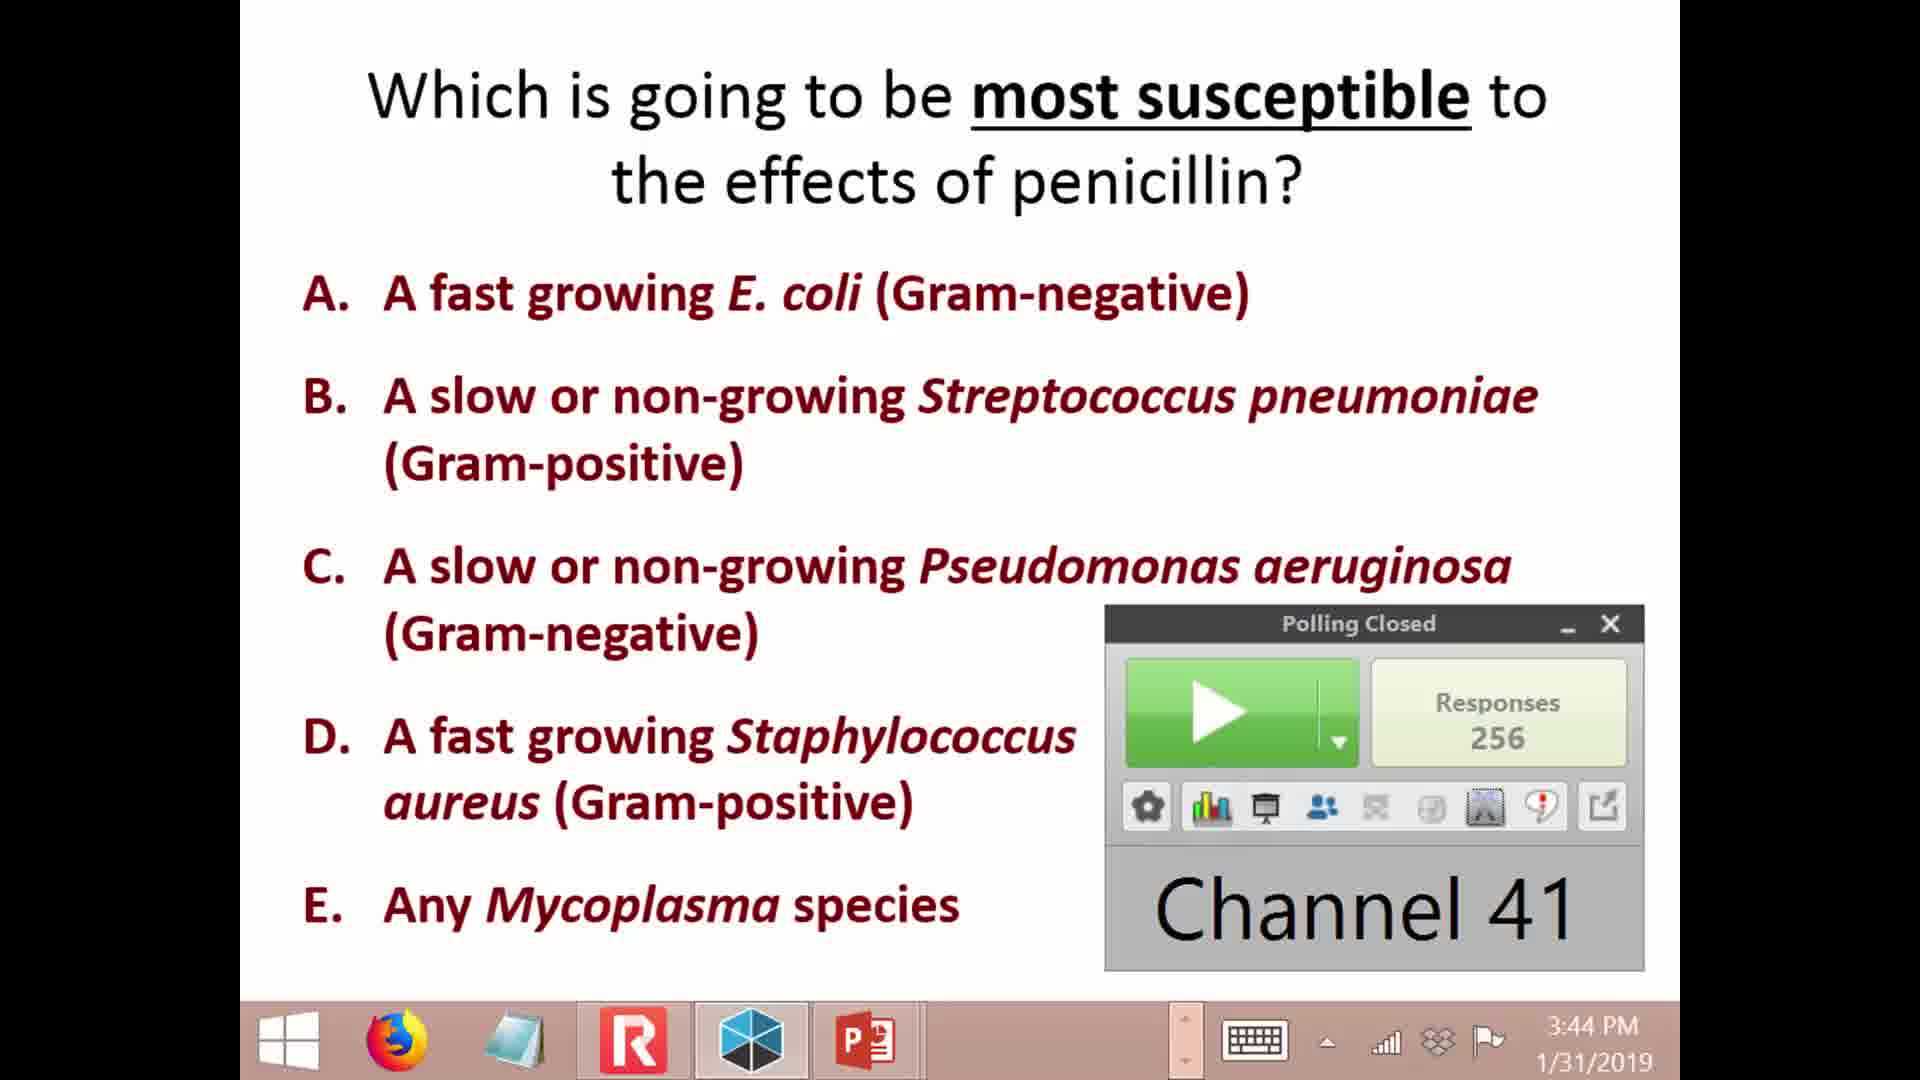 Which is going to be most susceptible to
the effects of penicillin?
A. A fast growing E. coli (Gram-negative)
B. A slow or non-growing Streptococcus pneumoniae
(Gram-positive)
C. A slow or non-growing Pseudomonas aeruginosa
(Gram-negative)
D. A fast growing Staphylococcus
aureus (Gram-positive)
E. Any Mycoplasma species
Polling Closed
Responses
256
Channel 41
R
P
3:44 PM
1/31/2019